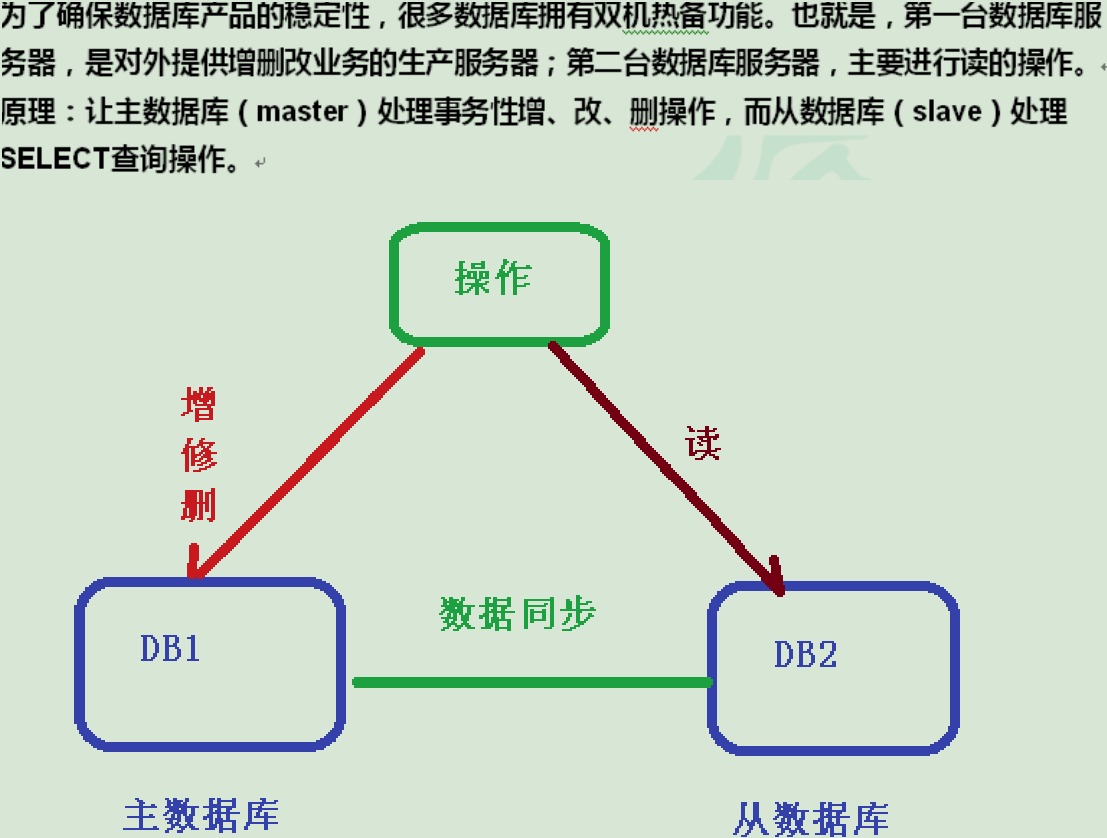 为了确保数据库产品的稳定性，很多数据库拥有双机热备功能。也就是，第一台数据库服
务器，是对外提供增删改业务的生产服务器；第二台数据库服务器，主要进行读的操作。
原理：让主数据库（master）处理事务性增、改、删操作，而从数据库（slave）处理
SELECT查询操作。
操作
增
修
删
读
数据同步
DB1
DB2
主数据库
从数据库